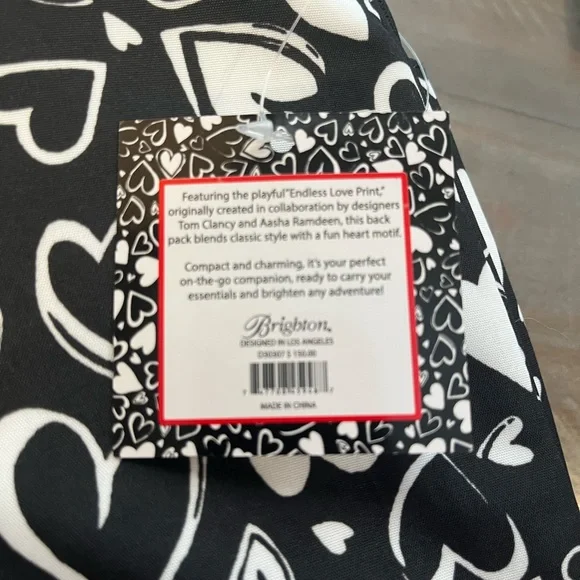 Featuring the playful "Endless Love Print,"
originally created in collaboration by designers
Tom Clancy and Aasha Ramdeen, this back
pack blends classic style with a fun heart motif.
Compact and charming, it's your perfect
on-the-go companion, ready to carry your
essentials and brighten any adventure!
Brighton®
DESIGNED IN LOS ANGELES
MADE IN CHINA